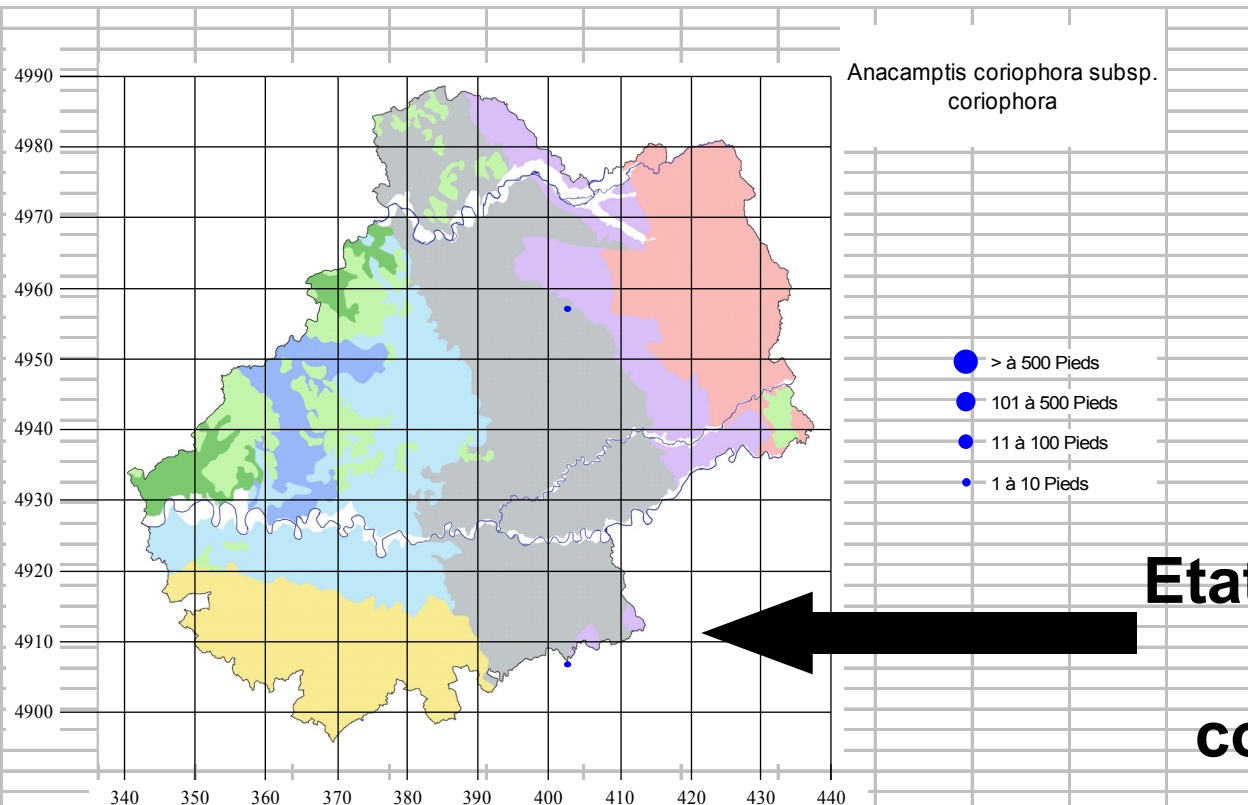 Anacamptis coriophora subsp.
coriophora
4990
4980
4970
4960
4950
4940
4930
4920
4910
4900
340 350 360 370 380 390 400 410 420 430 440
> à 500 Pieds
101 à 500 Pieds
11 à 100 Pieds
1 à 10 Pieds
Etat
co